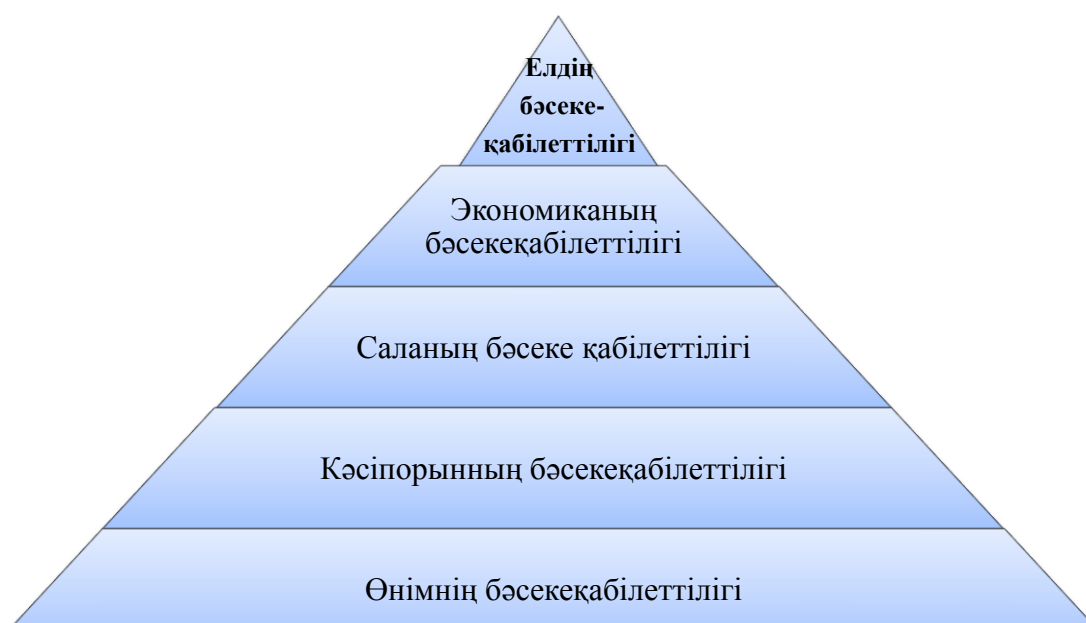 Елдің
бәсеке-
қабілеттілігі
Экономиканың
бәсекеқабілеттілігі
Саланың бәсеке қабілеттілігі
Кәсіпорынның бәсекеқабілеттілігі
Өнімнің бәсекеқабілеттілігі